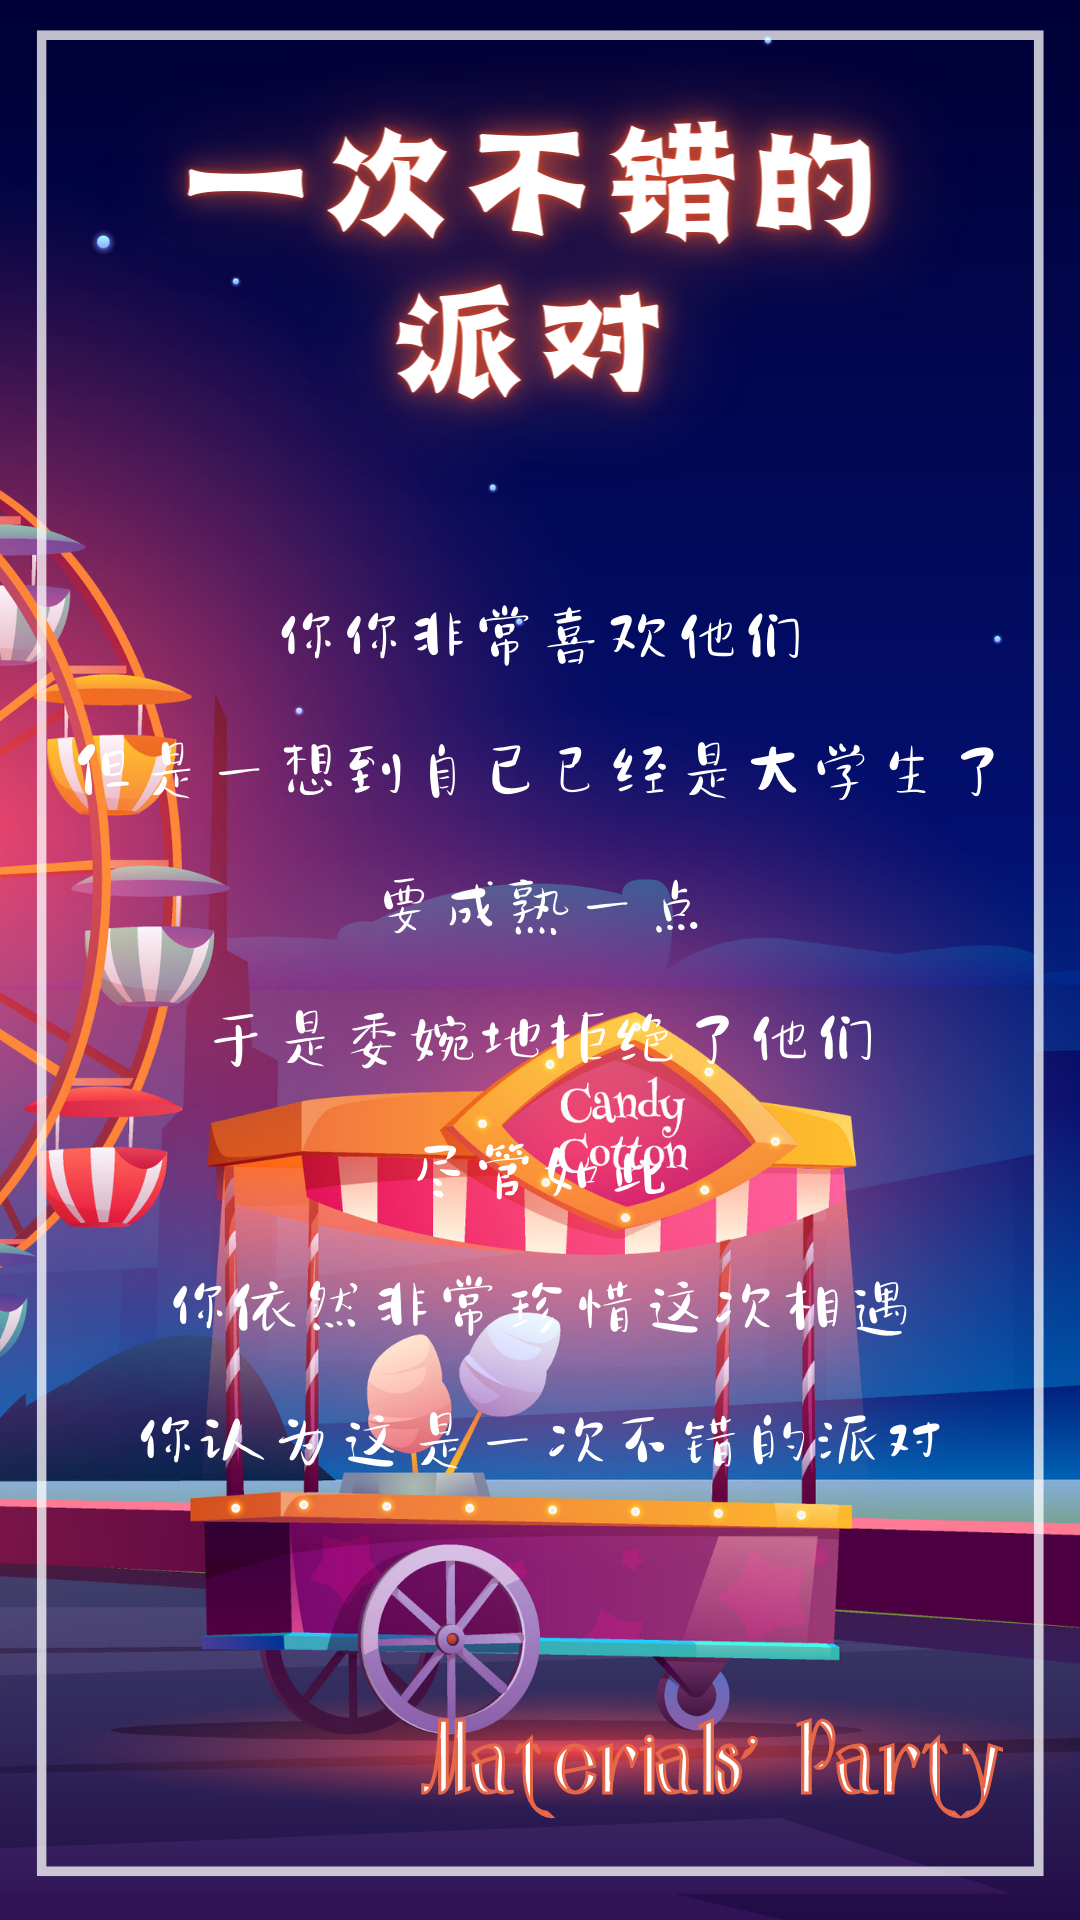 一次不错的
派对
你你非常喜欢他们
但是一想到自己已经是大学生了
要成熟一点
于是委婉地拒绝了他们
Candy
Cotton
尽管如此
你依然非常珍惜这次相遇
你认为这是一次不错的派对
Materials' Party